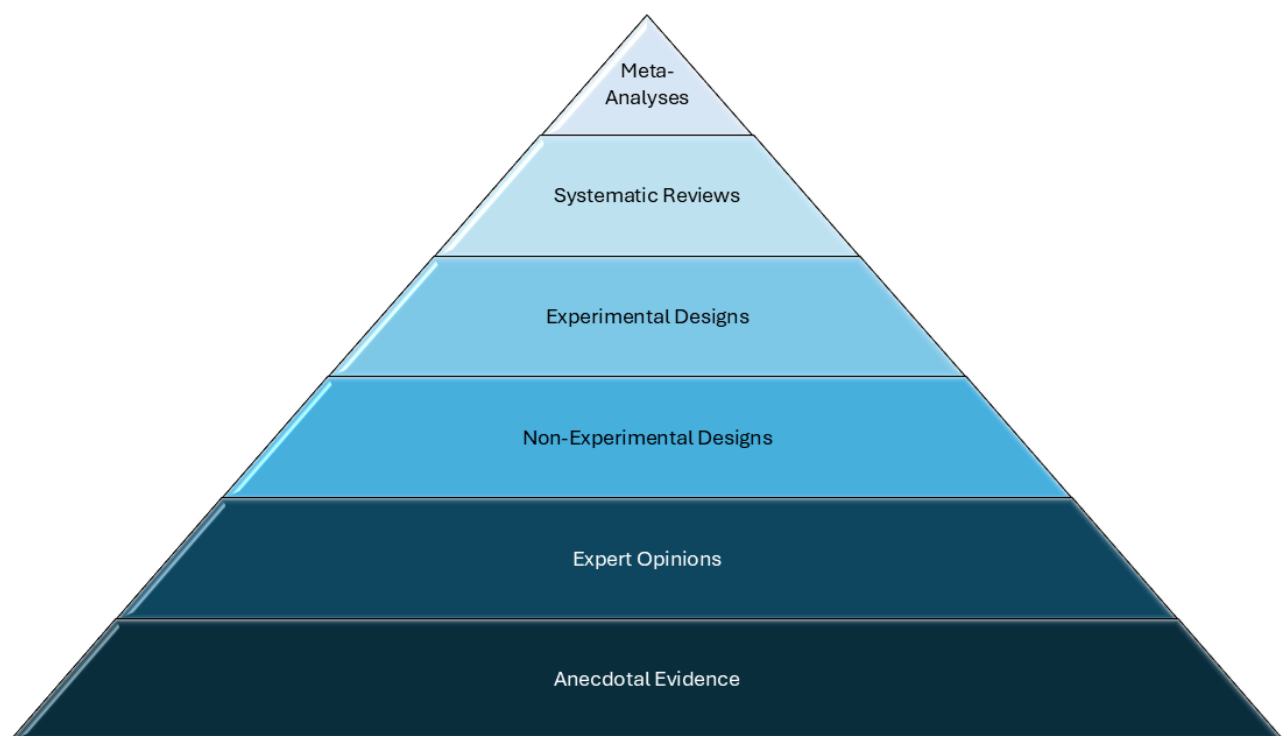 Meta-
Analyses
Systematic Reviews
Experimental Designs
Non-Experimental Designs
Expert Opinions
Anecdotal Evidence